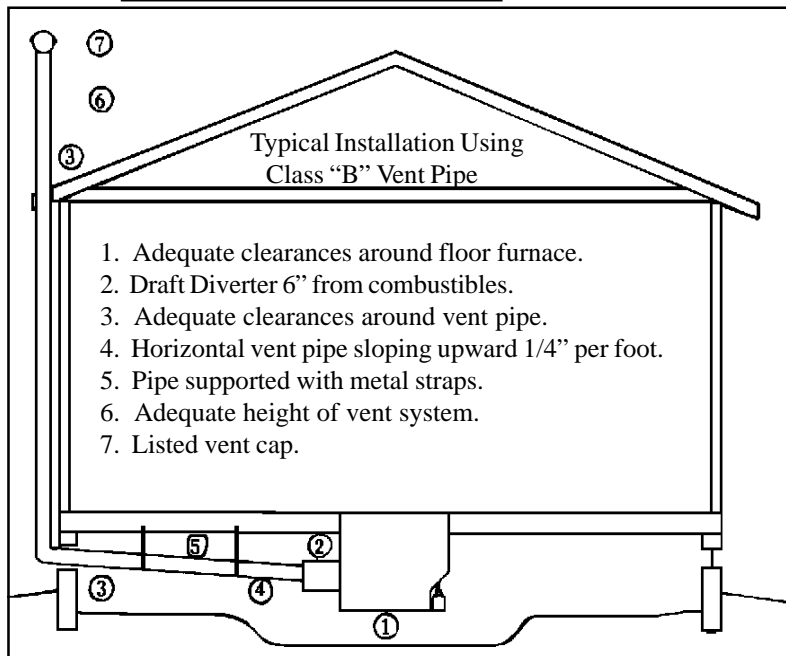 ⑦
⑥
③
Typical Installation Using
Class “B” Vent Pipe
1. Adequate clearances around floor furnace.
2. Draft Diverter 6” from combustibles.
3. Adequate clearances around vent pipe.
4. Horizontal vent pipe sloping upward 1/4” per foot.
5. Pipe supported with metal straps.
6. Adequate height of vent system.
7. Listed vent cap.
⑤ ②
③ ④
①